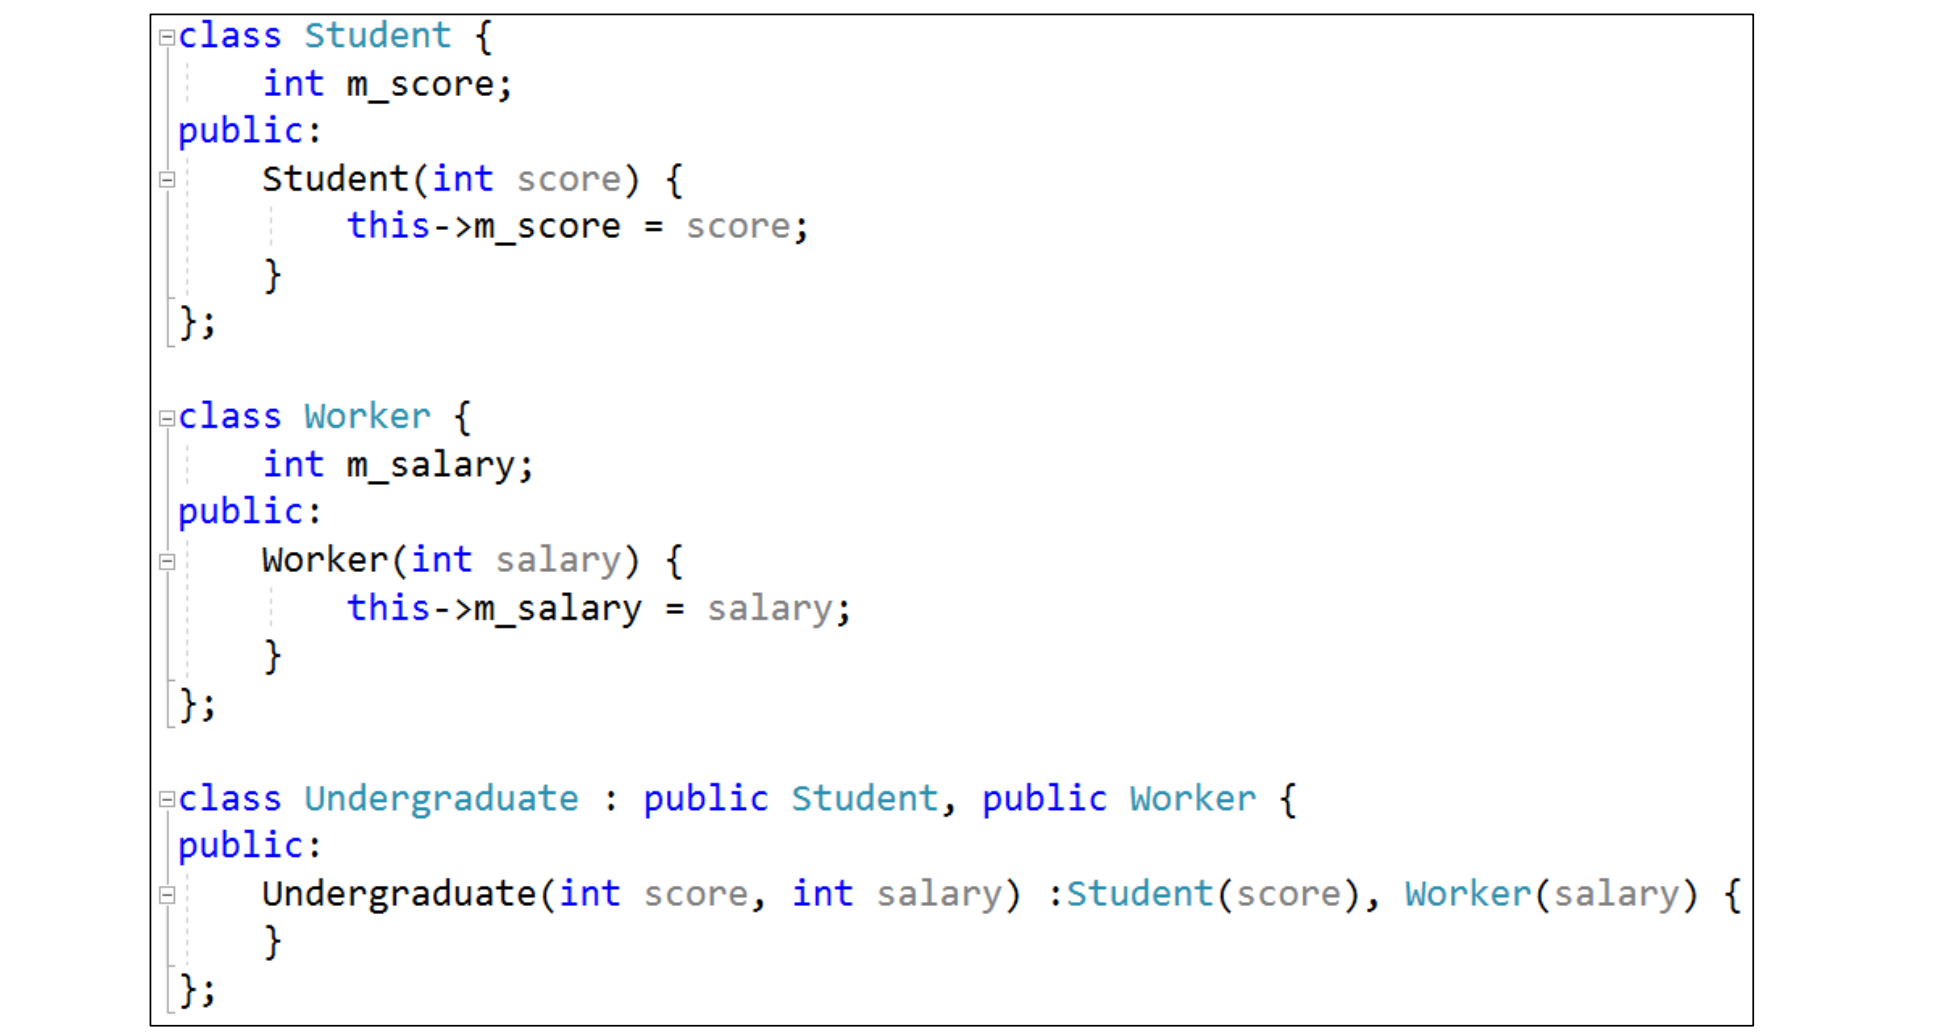 class Student {
    int m_score;
public:
    Student(int score) {
        this->m_score = score;
    }
};
class Worker {
    int m_salary;
public:
    Worker(int salary) {
        this->m_salary = salary;
    }
};
class Undergraduate : public Student, public Worker {
public:
    Undergraduate(int score, int salary) :Student(score), Worker(salary) {
    }
};